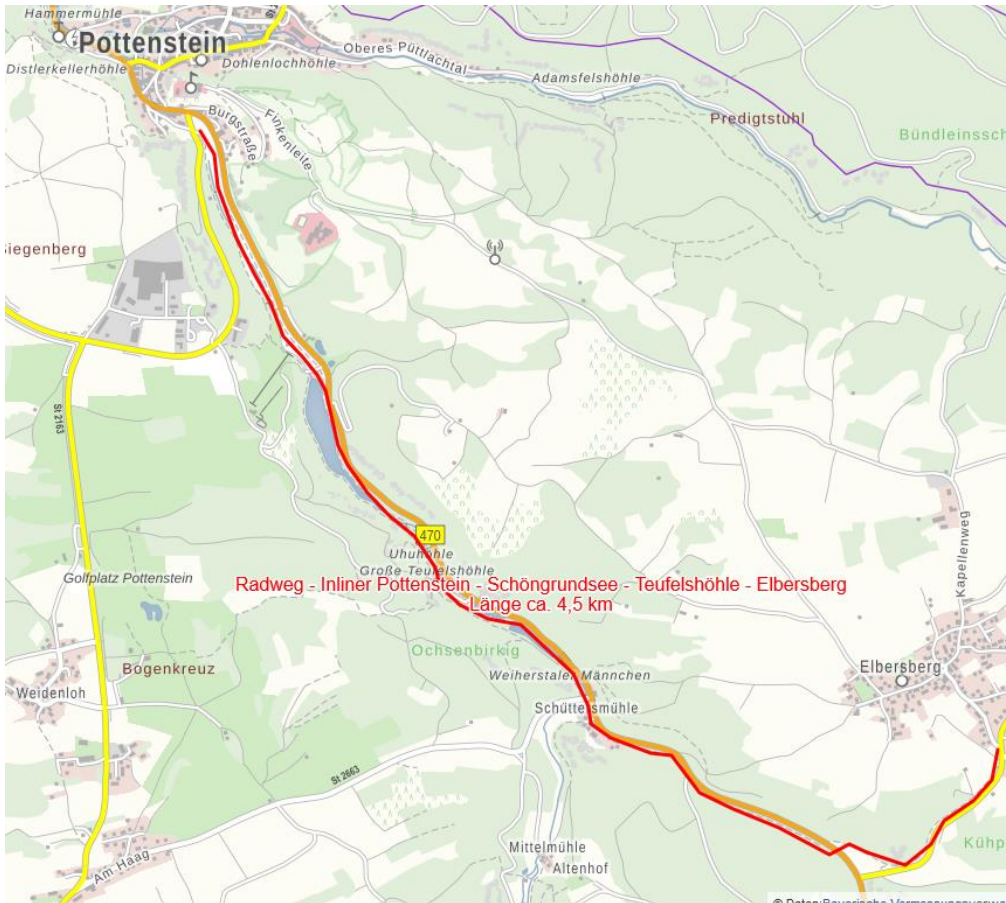 Hammermühle
Pottenstein
Distlerkellerhöhle
Dohlenlochhöhle
Oberes Püttlachtal
Adamsfelshöhle
Predigtstuhl
Bündleinssch
Burgstraße
Finkenleite
Siegenberg
St 2163
470
Uhuhöhle
Große Teufelshöhle
Golfplatz Pottenstein
Radweg - Inliner Pottenstein - Schöngrundsee - Teufelshöhle - Elbersberg
Länge ca. 4,5 km
Kapellenweg
Ochsenbirkig
Bogenkreuz
Weidenloh
Weiherstaler Männchen
Elbersberg
Schüttersmühle
St 2663
Am Haag
Mittelmühle
Altenhof
Kühp